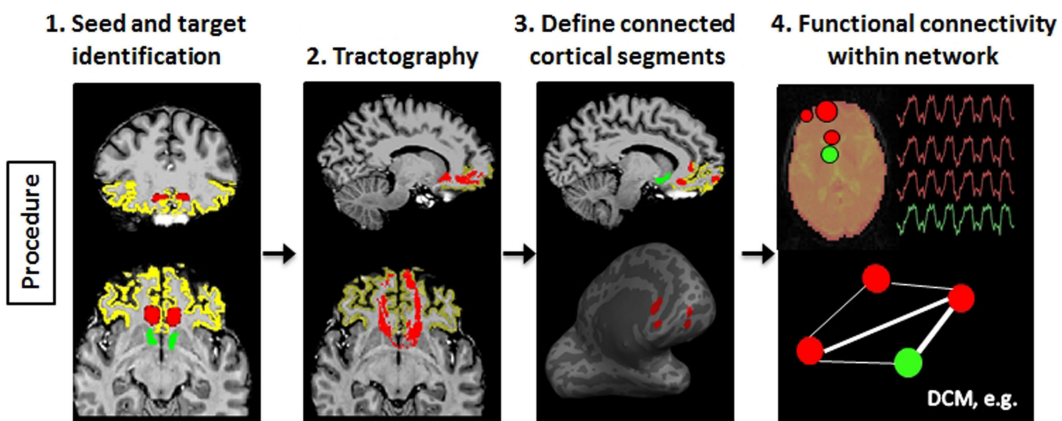 1. Seed and target
identification
2. Tractography
3. Define connected
cortical segments
4. Functional connectivity
within network
Procedure
DCM, e.g.